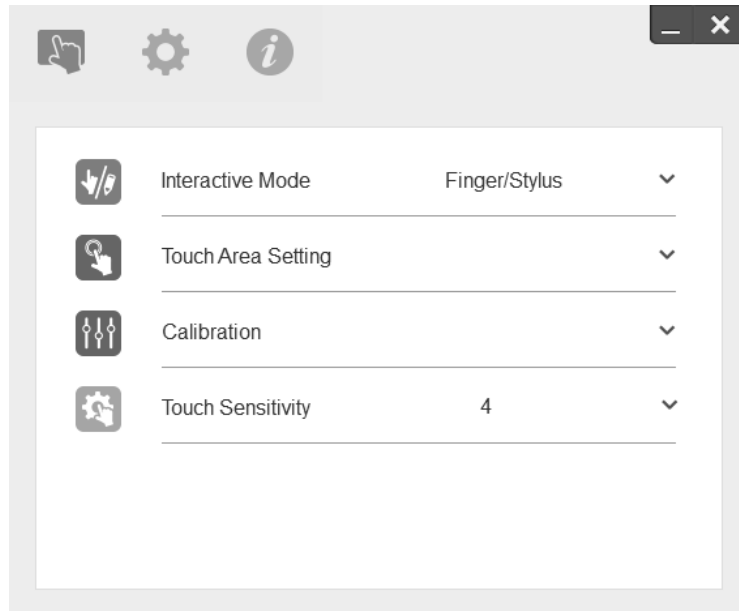 Interactive Mode Finger/Stylus
Touch Area Setting
Calibration
Touch Sensitivity 4